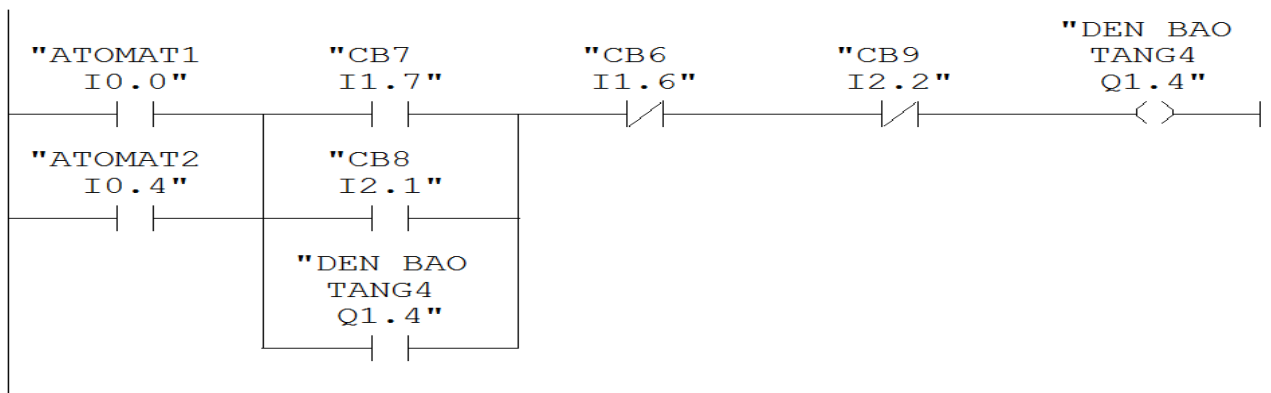 "DEN BAO
"ATOMAT1 "CB7 "CB6 "CB9 TANG4
I0.0" I1.7" I1.6" I2.2" Q1.4"
"ATOMAT2 "CB8
I0.4" I2.1"
"DEN BAO
TANG4
Q1.4"